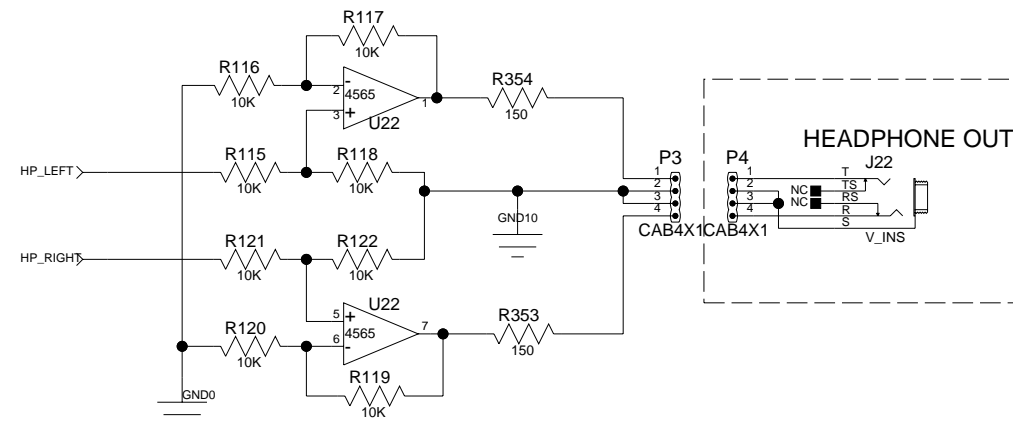 R117
10K
R116
10K
2
-
4565
3
+
1
U22
R354
150
HEADPHONE OUT
HP_LEFT
R115
10K
R118
10K
P3
1
2
3
4
CAB4X1
P4
1
2
3
4
CAB4X1
J22
T
TS
NC
RS
NC
R
S
V_INS
GND10
HP_RIGHT
R121
10K
R122
10K
U22
5
+
4565
6
-
7
R353
150
R120
10K
R119
10K
GND0